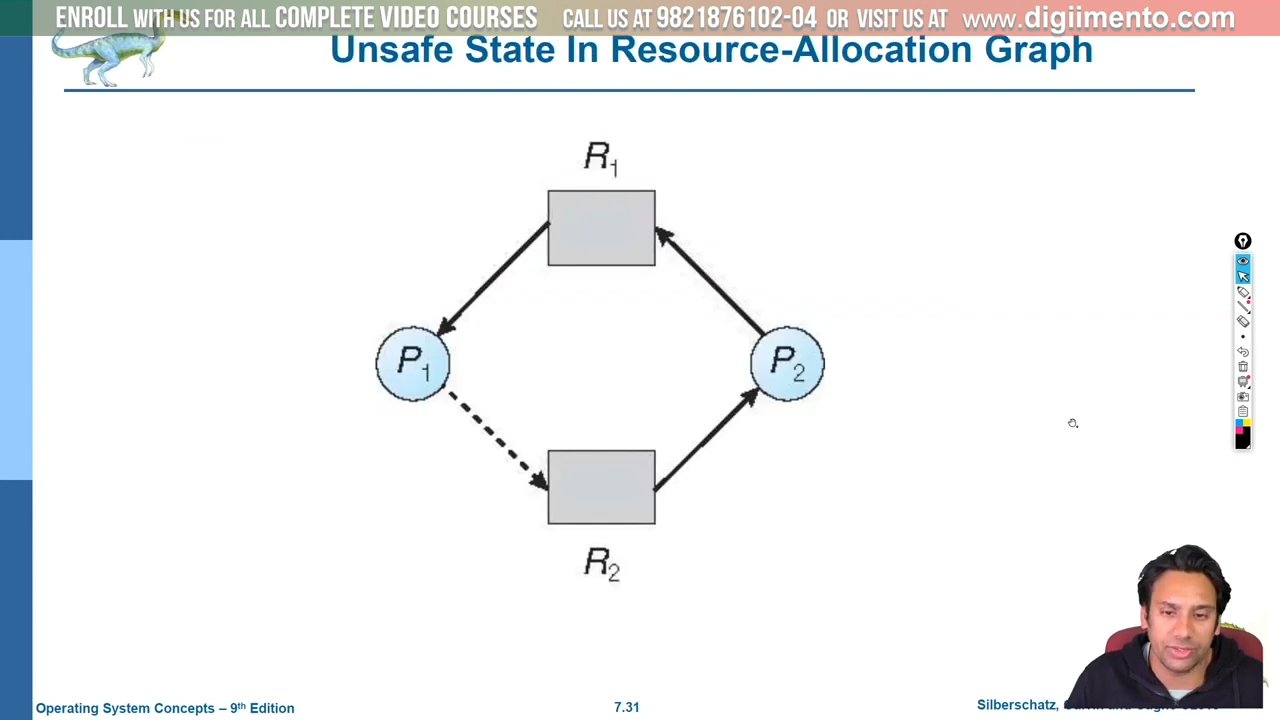 ENROLL WITH US FOR ALL COMPLETE VIDEO COURSES CALL US AT 9821876102-04 OR VISIT US AT www.digiimento.com
Unsafe State In Resource-Allocation Graph
R1
P1
P2
R2
Operating System Concepts – 9th Edition
7.31
Silberschatz,